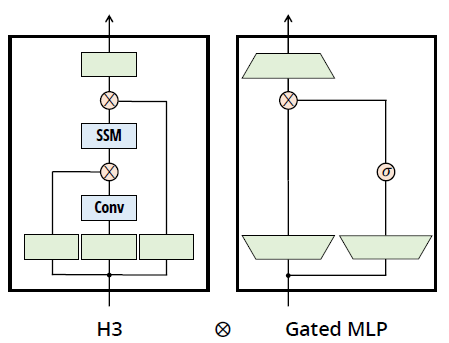 SSM
Conv
σ
H3 ⊗ Gated MLP